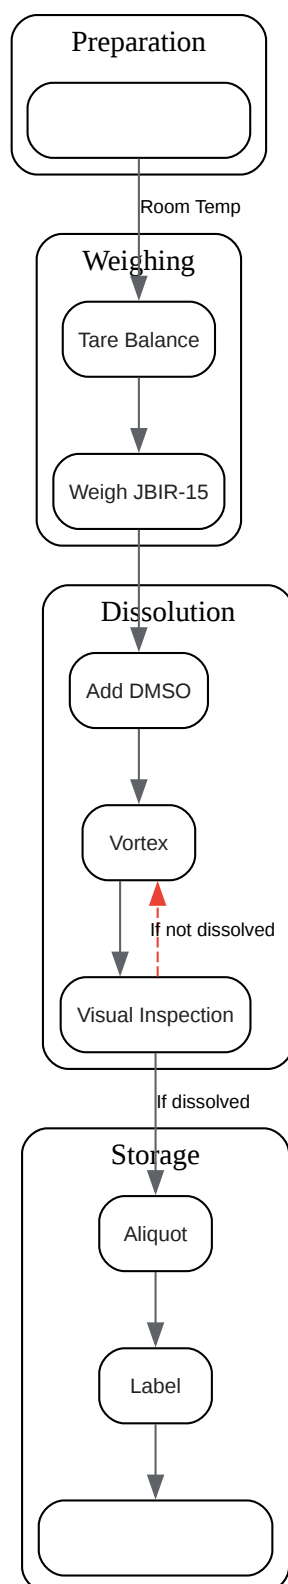 Preparation
Room Temp
Weighing
Tare Balance
Weigh JBIR-15
Dissolution
Add DMSO
Vortex
If not dissolved
Visual Inspection
If dissolved
Storage
Aliquot
Label